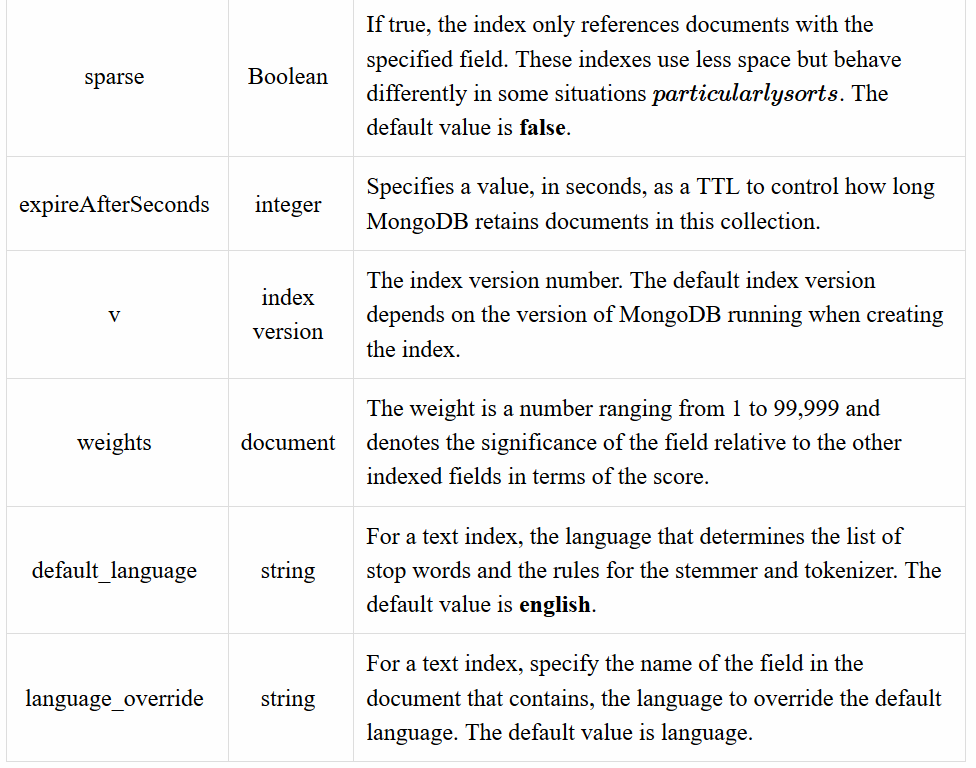 If true, the index only references documents with the
specified field. These indexes use less space but behave
sparse Boolean
differently in some situations particularlysorts. The
default value is false.
Specifies a value, in seconds, as a TTL to control how long
expireAfterSeconds integer
MongoDB retains documents in this collection.
The index version number. The default index version
index
v
depends on the version of MongoDB running when creating
version
the index.
The weight is a number ranging from 1 to 99,999 and
weights document
denotes the significance of the field relative to the other
indexed fields in terms of the score.
For a text index, the language that determines the list of
default_language string
stop words and the rules for the stemmer and tokenizer. The
default value is english.
For a text index, specify the name of the field in the
language_override string
document that contains, the language to override the default
language. The default value is language.